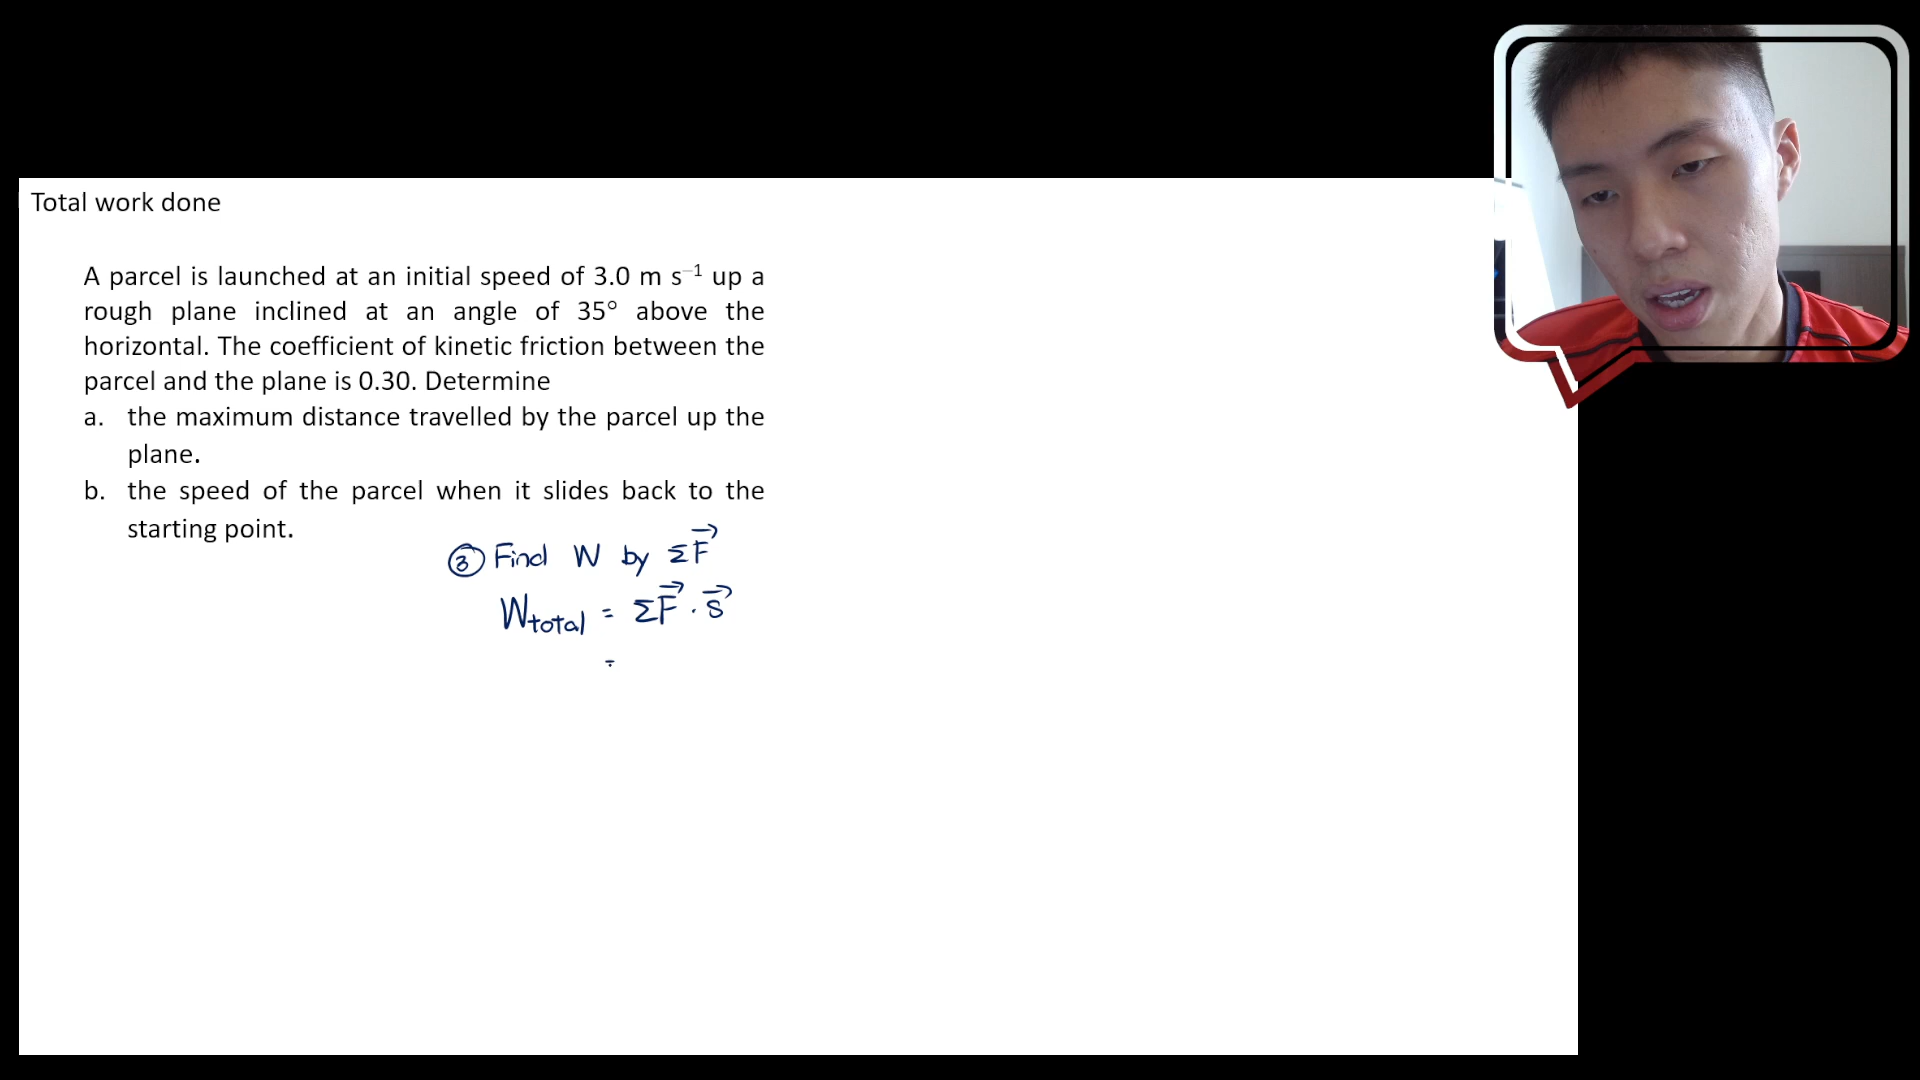 Total work done
A parcel is launched at an initial speed of 3.0 m s⁻¹ up a
rough plane inclined at an angle of 35° above the
horizontal. The coefficient of kinetic friction between the
parcel and the plane is 0.30. Determine
a. the maximum distance travelled by the parcel up the
plane.
b. the speed of the parcel when it slides back to the
starting point.
③ Find W by ΣF⃗
W_total = ΣF⃗ · s⃗
=